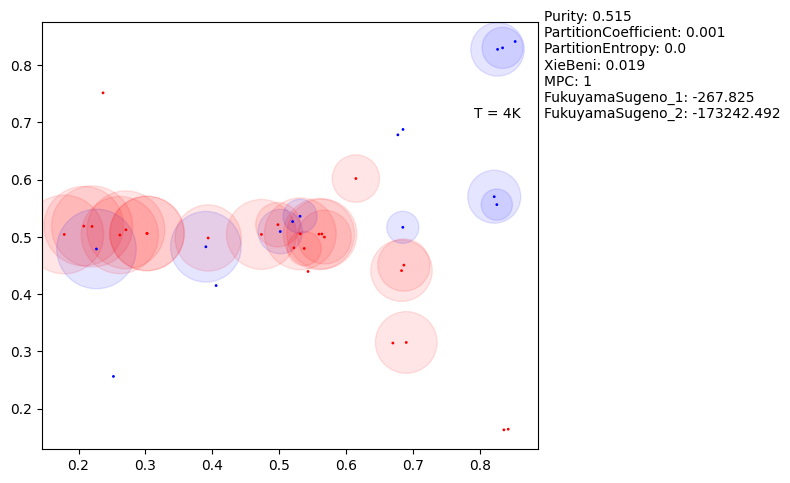 Purity: 0.515
PartitionCoefficient: 0.001
PartitionEntropy: 0.0
XieBeni: 0.019
MPC: 1
FukuyamaSugeno_1: -267.825
FukuyamaSugeno_2: -173242.492
T = 4K
0.8
0.7
0.6
0.5
0.4
0.3
0.2
0.2 0.3 0.4 0.5 0.6 0.7 0.8